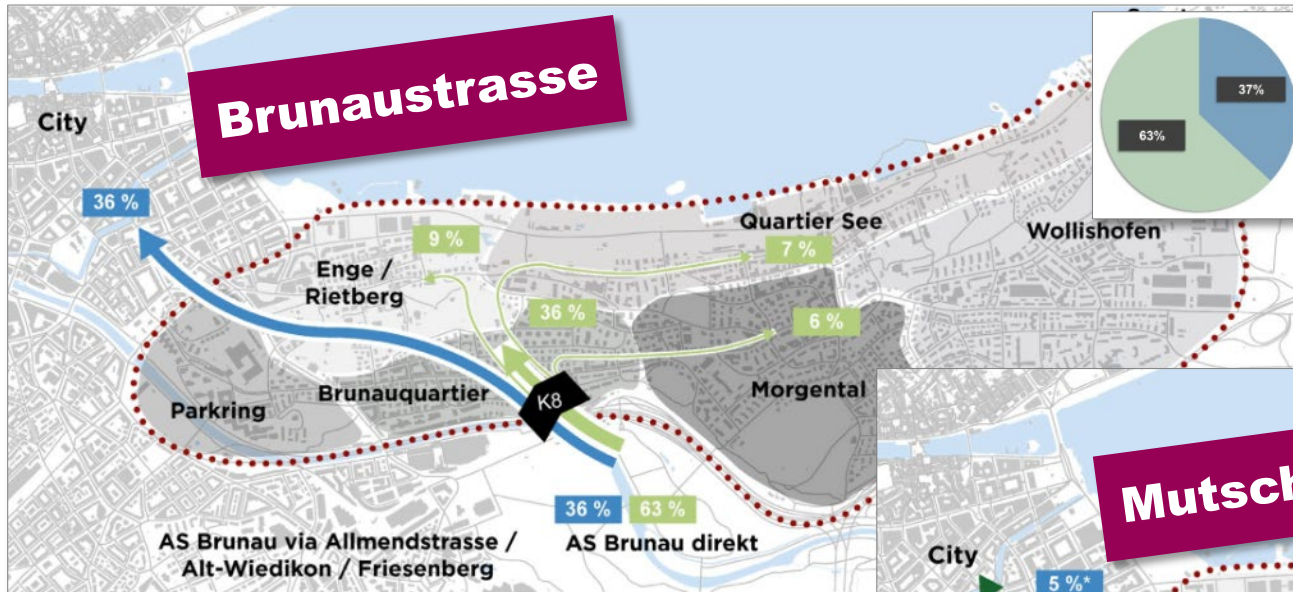 Brunaustrasse
City
36 %
37%
63%
9 %
Enge /
Rietberg
Quartier See
7 %
Wollishofen
36 %
6 %
Parkring
Brunauquartier
K8
Morgental
36 %
63 %
AS Brunau via Allmendstrasse /
Alt-Wiedikon / Friesenberg
AS Brunau direkt
Mutsch
City
5 %*